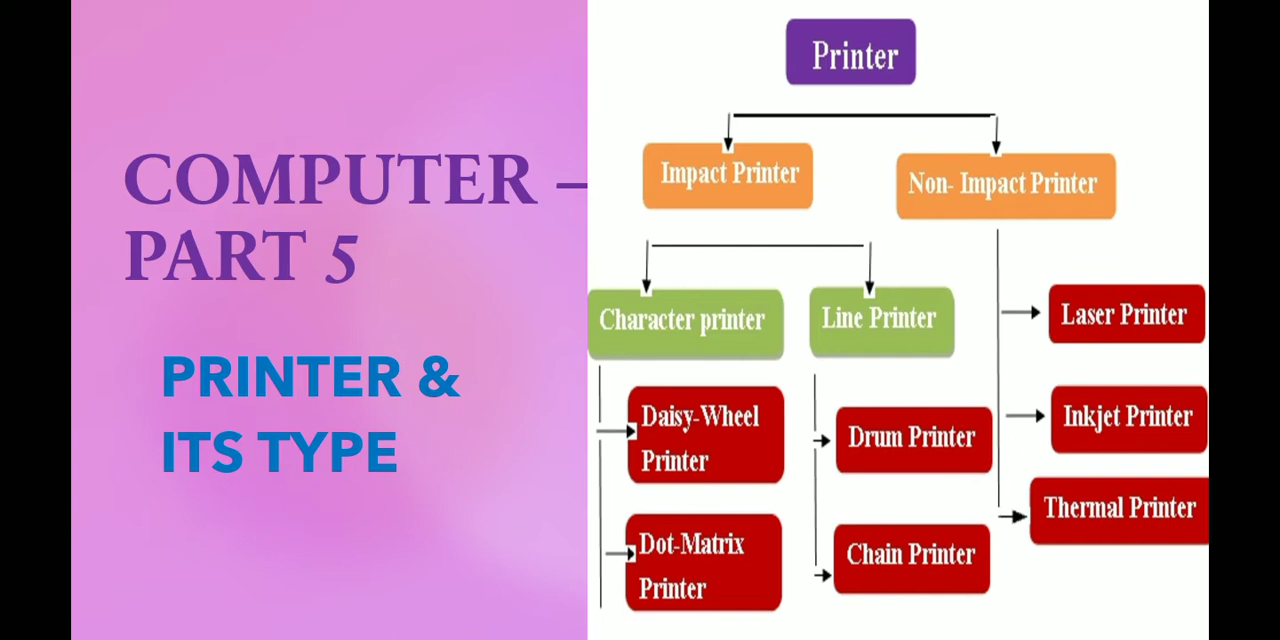 COMPUTER –
PART 5
PRINTER &
ITS TYPE
Printer
Impact Printer
Non- Impact Printer
Character printer
Line Printer
Laser Printer
Daisy-Wheel
Printer
Drum Printer
Inkjet Printer
Dot-Matrix
Printer
Chain Printer
Thermal Printer